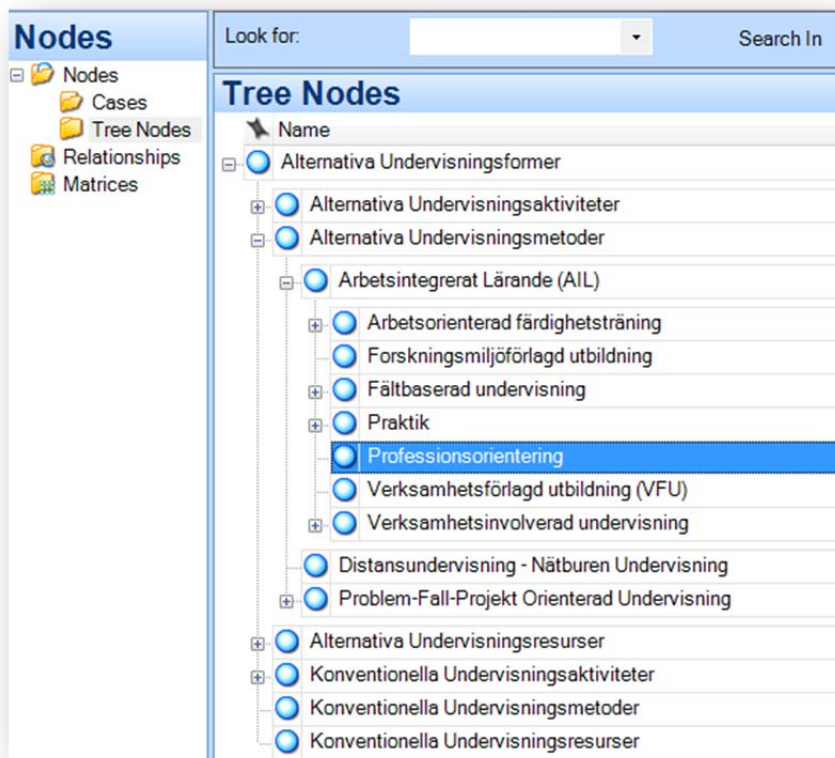 Nodes
Nodes
Cases
Tree Nodes
Relationships
Matrices
Look for:
Search In
Tree Nodes
Name
Alternativa Undervisningsformer
Alternativa Undervisningsaktiviteter
Alternativa Undervisningsmetoder
Arbetsintegrerat Lärande (AIL)
Arbetsorienterad färdighetsträning
Forskningsmiljöförlagd utbildning
Fältbaserad undervisning
Praktik
Professionsorientering
Verksamhetsförlagd utbildning (VFU)
Verksamhetsinvolverad undervisning
Distansundervisning - Nätburen Undervisning
Problem-Fall-Projekt Orienterad Undervisning
Alternativa Undervisningsresurser
Konventionella Undervisningsaktiviteter
Konventionella Undervisningsmetoder
Konventionella Undervisningsresurser